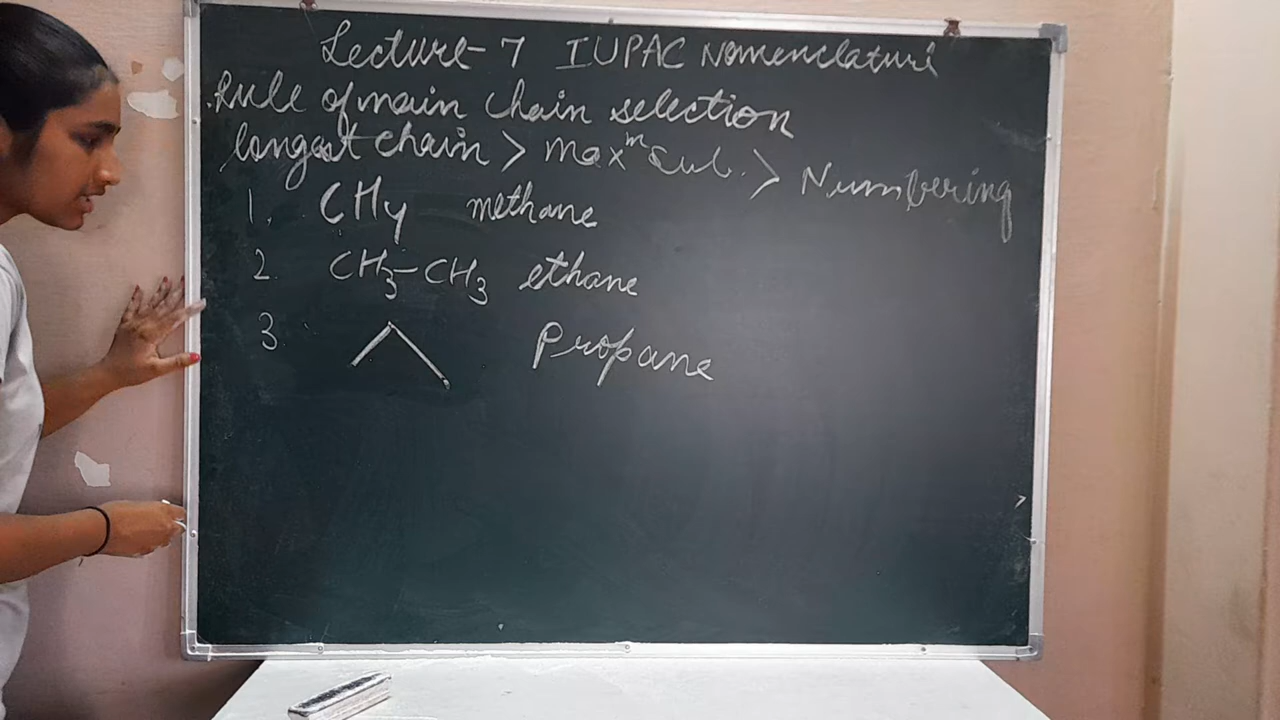 Lecture-7 IUPAC Nomenclature
Rule of main chain selection
longest chain > maxᵐ sub. > Numbering
1. CH4 methane
2. CH3-CH3 ethane
3 Propane